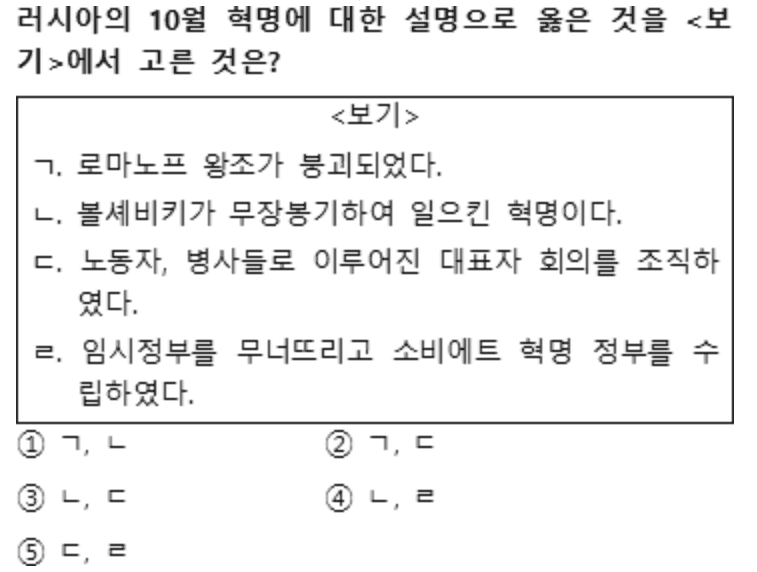 러시아의 10월 혁명에 대한 설명으로 옳은 것을 <보
기>에서 고른 것은?
<보기>
ㄱ. 로마노프 왕조가 붕괴되었다.
ㄴ. 볼셰비키가 무장봉기하여 일으킨 혁명이다.
ㄷ. 노동자, 병사들로 이루어진 대표자 회의를 조직하
였다.
ㄹ. 임시정부를 무너뜨리고 소비에트 혁명 정부를 수
립하였다.
① ㄱ, ㄴ ② ㄱ, ㄷ
③ ㄴ, ㄷ ④ ㄴ, ㄹ
⑤ ㄷ, ㄹ